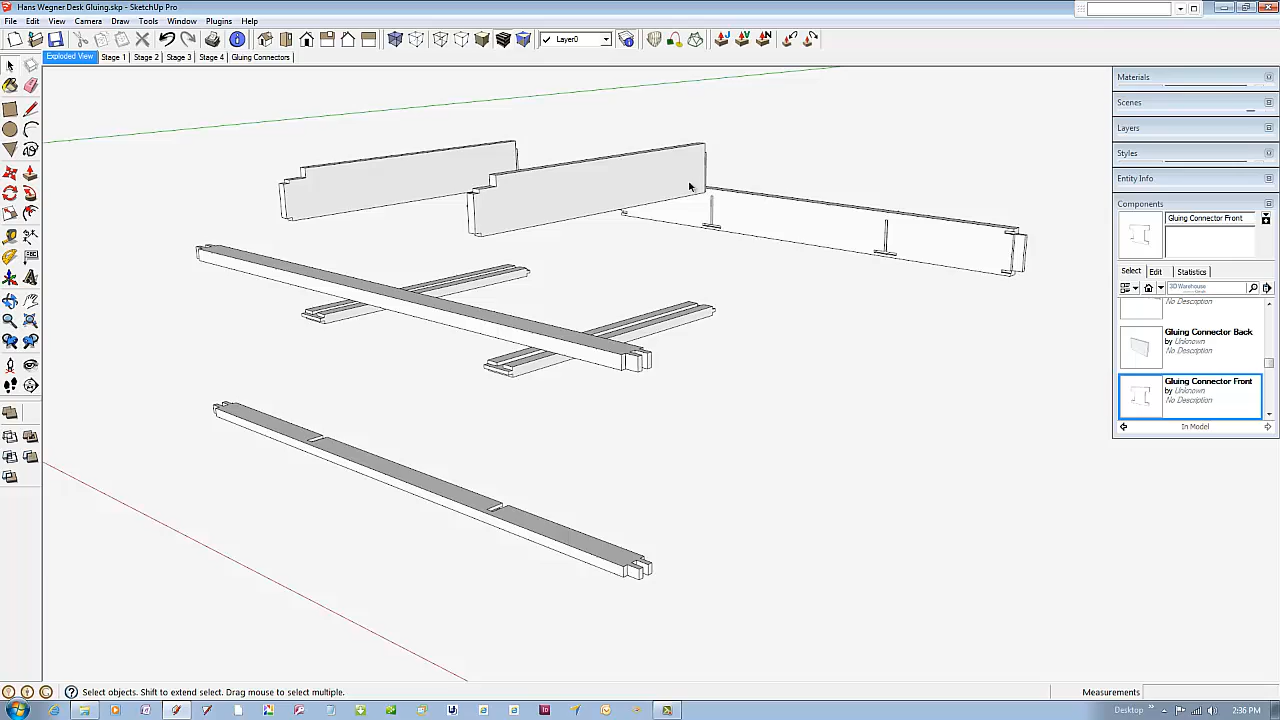 Hans Wegner Desk Gluing.skp - SketchUp Pro
File Edit View Camera Draw Tools Window Plugins Help
Layer0
Exploded View Stage 1 Stage 2 Stage 3 Stage 4 Gluing Connectors
Materials
Scenes
Layers
Styles
Entity Info
Components
Gluing Connector Front
Select Edit Statistics
3D Warehouse
No Description
Gluing Connector Back
by Unknown
No Description
Gluing Connector Front
by Unknown
No Description
In Model
Select objects. Shift to extend select. Drag mouse to select multiple.
Measurements
Desktop
2:36 PM